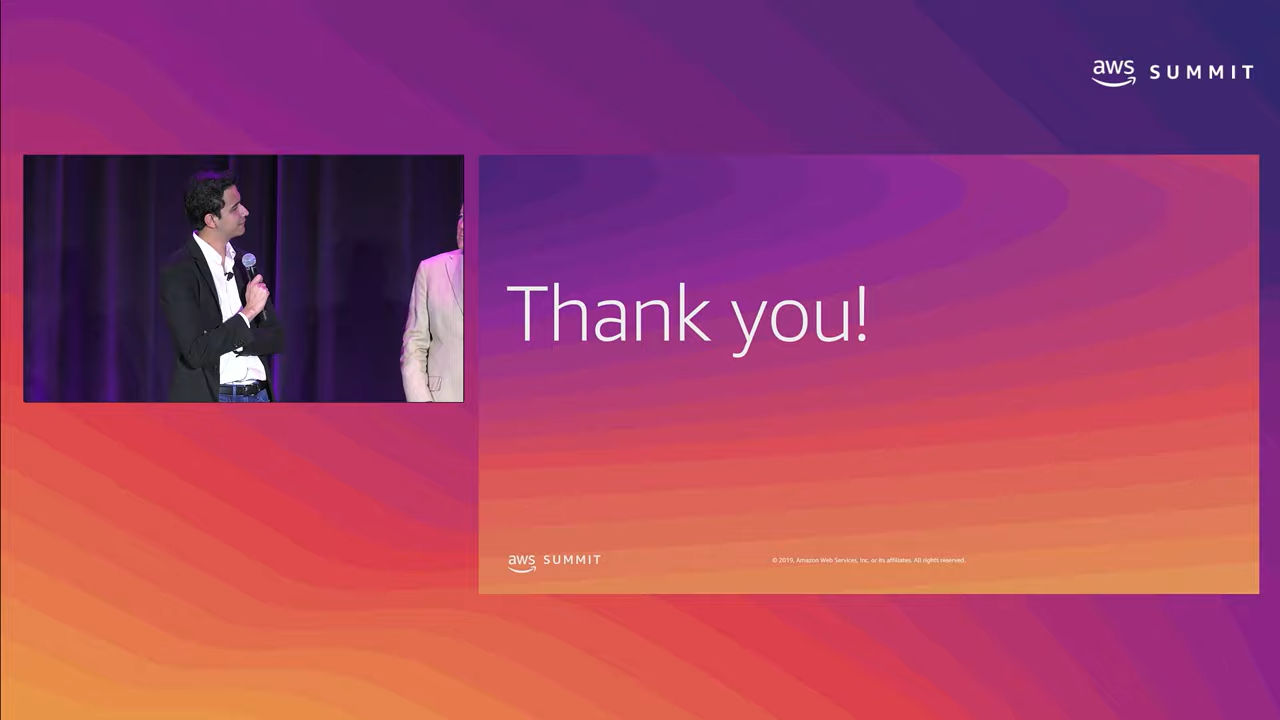 aws SUMMIT
Thank you!
aws SUMMIT
© 2019, Amazon Web Services, Inc. or its affiliates. All rights reserved.